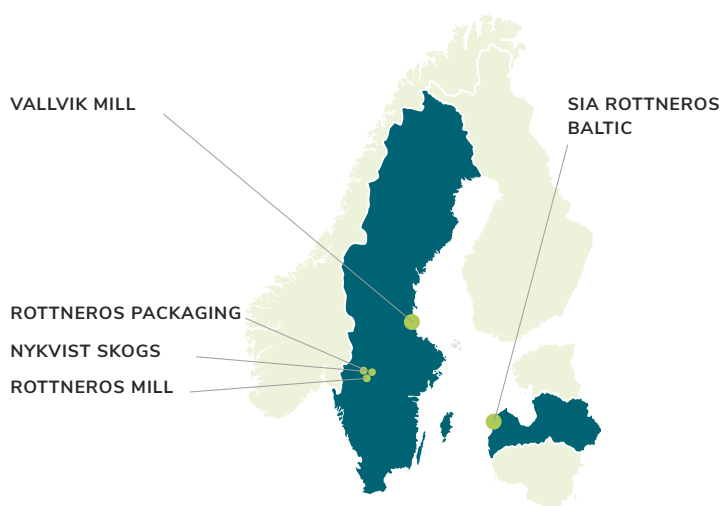 VALLVIK MILL
SIA ROTTNEROS
BALTIC
ROTTNEROS PACKAGING
NYKVIST SKOGS
ROTTNEROS MILL